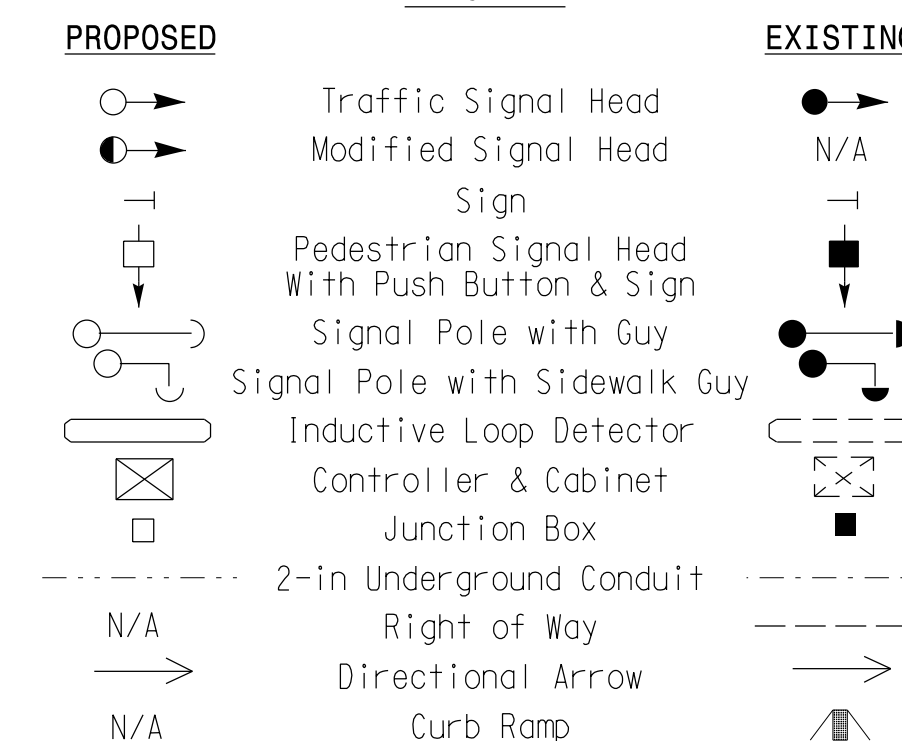 PROPOSED EXISTING
Traffic Signal Head
Modified Signal Head N/A
Sign
Pedestrian Signal Head
With Push Button & Sign
Signal Pole with Guy
Signal Pole with Sidewalk Guy
Inductive Loop Detector
Controller & Cabinet
Junction Box
2-in Underground Conduit
N/A Right of Way
Directional Arrow
N/A Curb Ramp